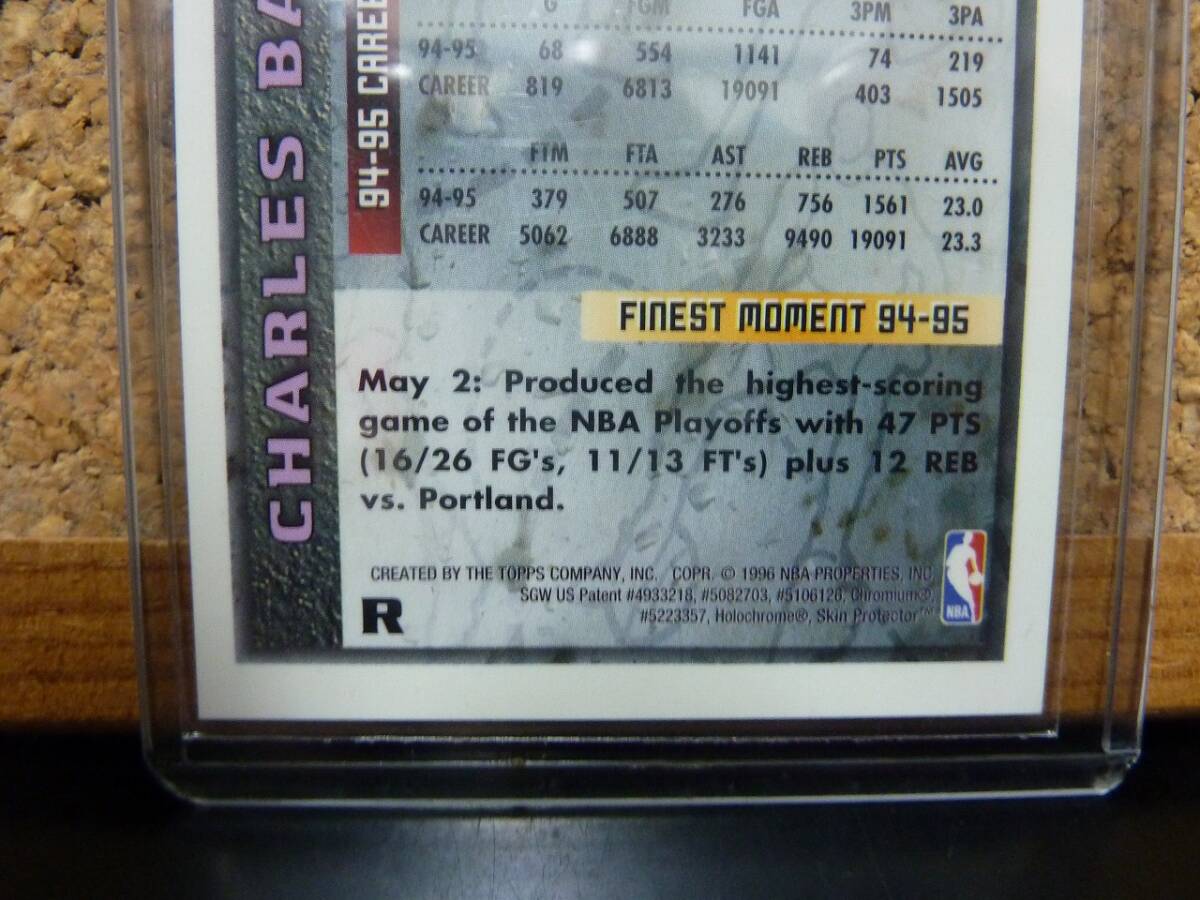 CHARLES BA
94-95 CAREE
G FGM FGA 3PM 3PA
94-95 68 554 1141 74 219
CAREER 819 6813 19091 403 1505
FTM FTA AST REB PTS AVG
94-95 379 507 276 756 1561 23.0
CAREER 5062 6888 3233 9490 19091 23.3
FINEST MOMENT 94-95
May 2: Produced the highest-scoring
game of the NBA Playoffs with 47 PTS
(16/26 FG's, 11/13 FT's) plus 12 REB
vs. Portland.
CREATED BY THE TOPPS COMPANY, INC. COPR. © 1996 NBA PROPERTIES, INC
SGW US Patent #4933218, #5082703, #5106126, Chromium®,
#5223357, Holochrome®, Skin Protector™
R
NBA